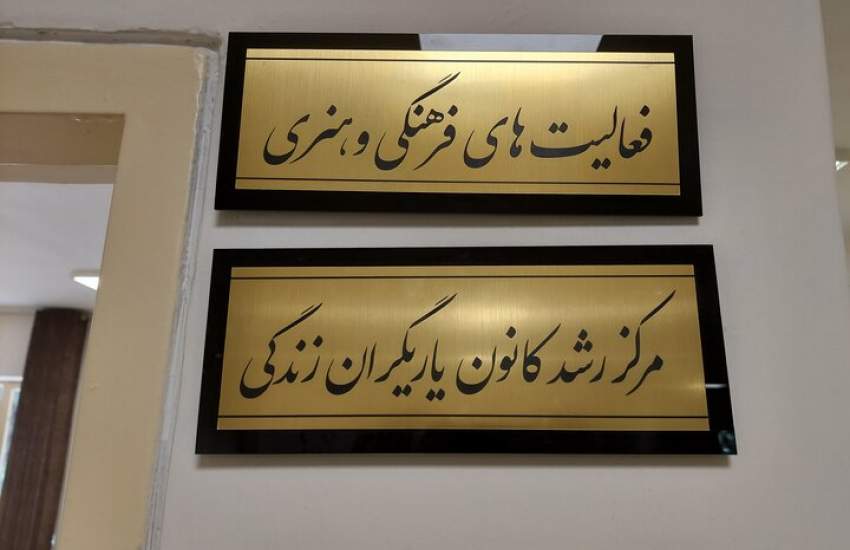 فعالیت های فرهنگی و هنری
مرکز رشد کانون یاریگران زندگی